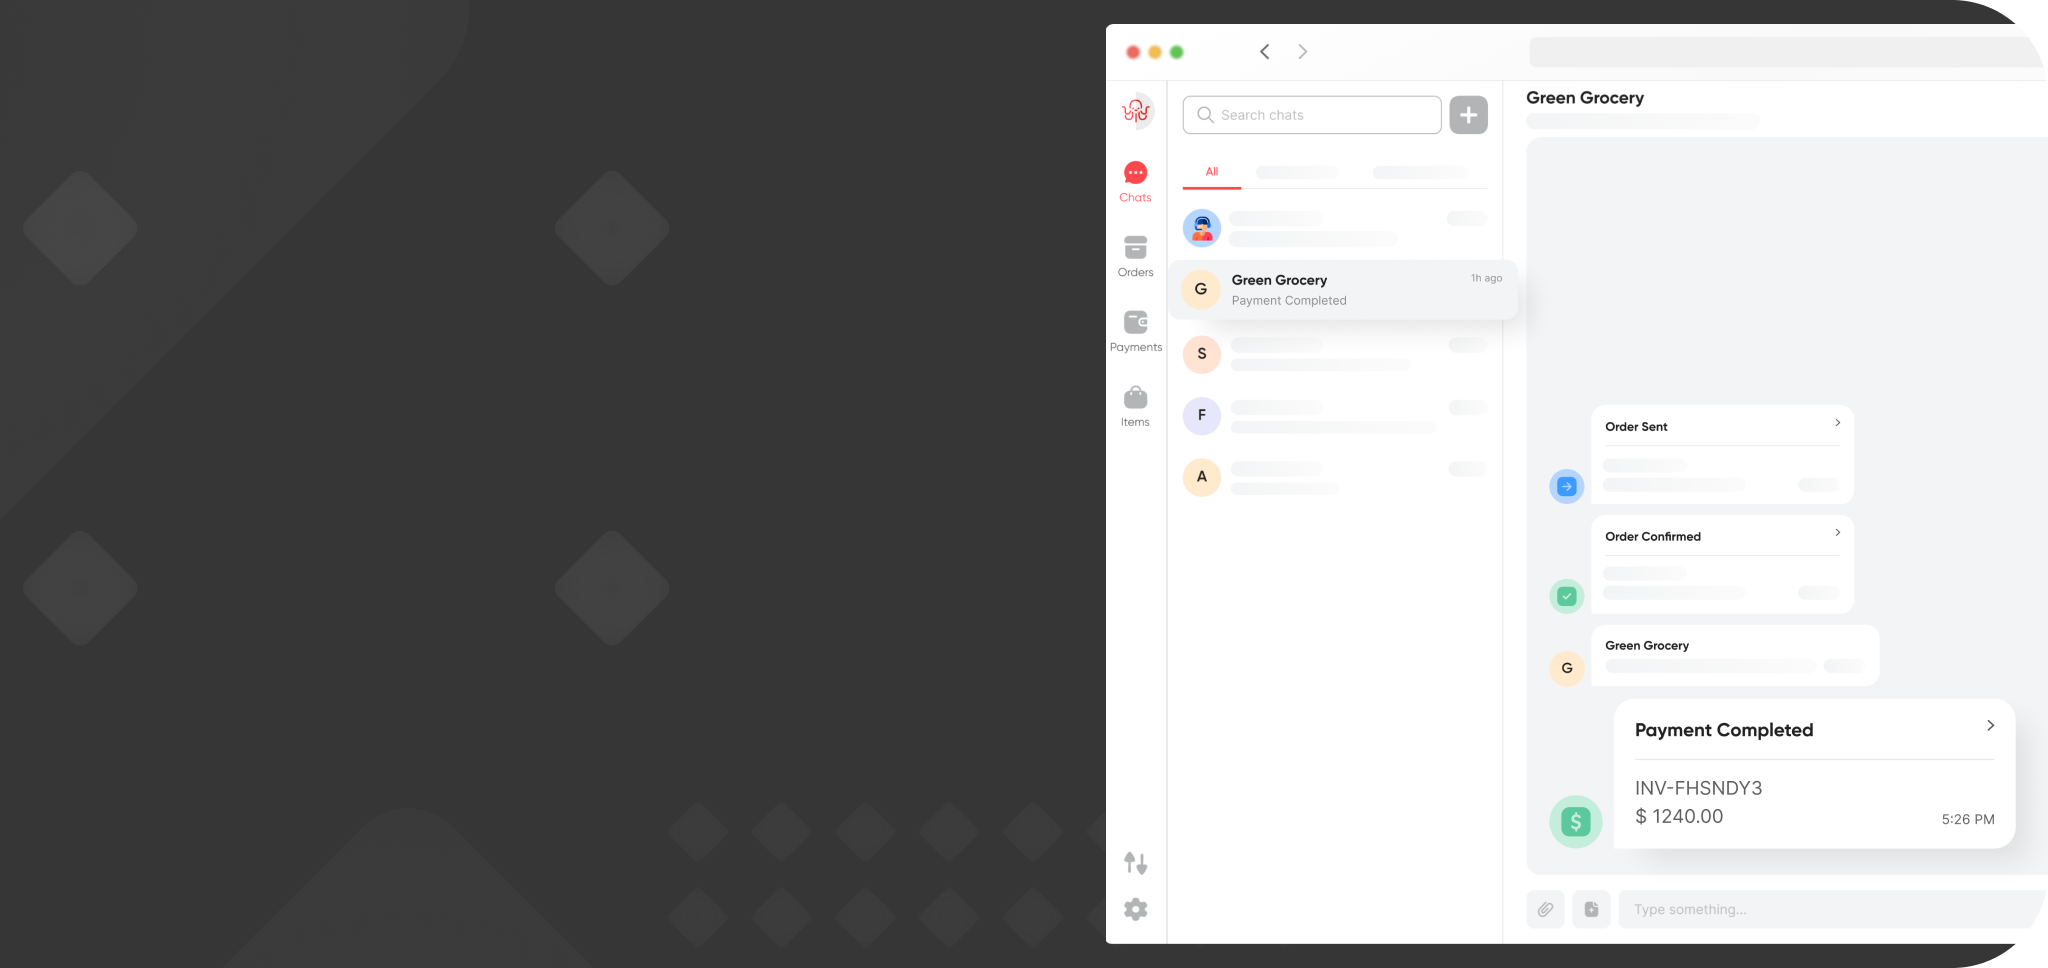 Chats
Orders
Payments
Items
Search chats
All
G
Green Grocery
1h ago
Payment Completed
S
F
A
Green Grocery
Order Sent
Order Confirmed
G
Green Grocery
Payment Completed
INV-FHSNDY3
$
$ 1240.00
5:26 PM
Type something...